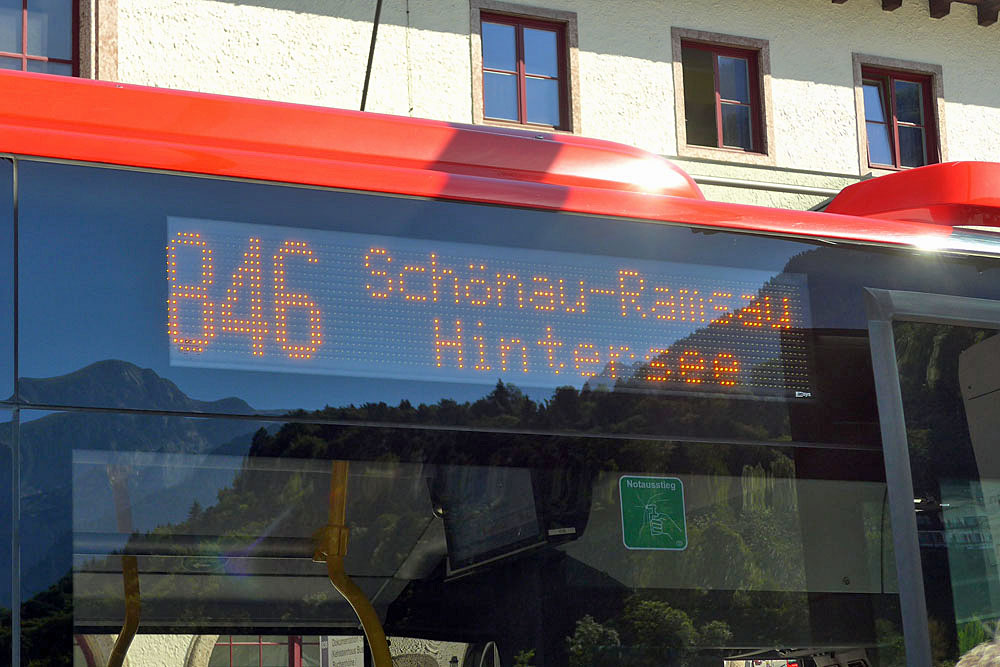 846
Schönau-Ramsau
Hintersee
Notausstieg